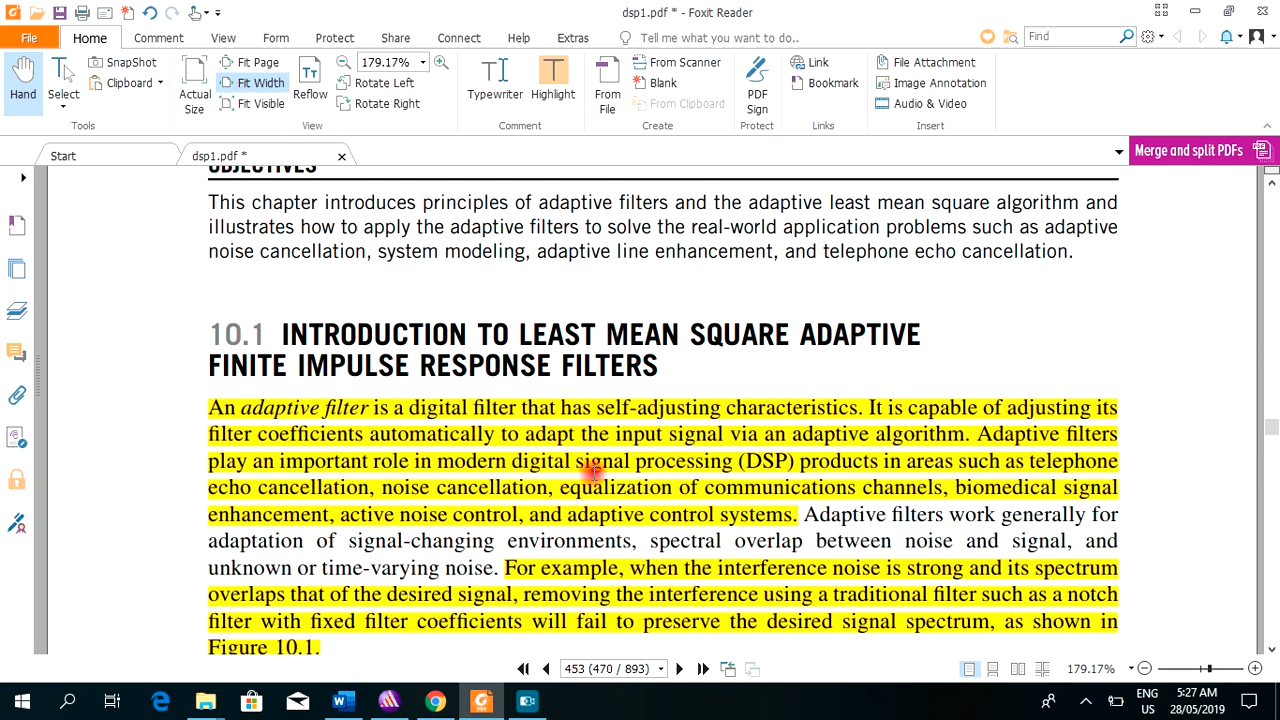 dsp1.pdf * - Foxit Reader
File Home Comment View Form Protect Share Connect Help Extras Tell me what you want to do.. Find
Hand
Select
SnapShot
Clipboard
Tools
Actual Size
Fit Page
Fit Width
Fit Visible
Reflow
179.17%
Rotate Left
Rotate Right
View
Typewriter
Highlight
Comment
From File
From Scanner
Blank
From Clipboard
Create
PDF Sign
Protect
Link
Bookmark
Links
File Attachment
Image Annotation
Audio & Video
Insert
Start
dsp1.pdf *
Merge and split PDFs
OBJECTIVES
This chapter introduces principles of adaptive filters and the adaptive least mean square algorithm and
illustrates how to apply the adaptive filters to solve the real-world application problems such as adaptive
noise cancellation, system modeling, adaptive line enhancement, and telephone echo cancellation.
10.1 INTRODUCTION TO LEAST MEAN SQUARE ADAPTIVE
FINITE IMPULSE RESPONSE FILTERS
An adaptive filter is a digital filter that has self-adjusting characteristics. It is capable of adjusting its
filter coefficients automatically to adapt the input signal via an adaptive algorithm. Adaptive filters
play an important role in modern digital signal processing (DSP) products in areas such as telephone
echo cancellation, noise cancellation, equalization of communications channels, biomedical signal
enhancement, active noise control, and adaptive control systems. Adaptive filters work generally for
adaptation of signal-changing environments, spectral overlap between noise and signal, and
unknown or time-varying noise. For example, when the interference noise is strong and its spectrum
overlaps that of the desired signal, removing the interference using a traditional filter such as a notch
filter with fixed filter coefficients will fail to preserve the desired signal spectrum, as shown in
Figure 10.1.
453 (470 / 893)
179.17%
ENG
US
5:27 AM
28/05/2019